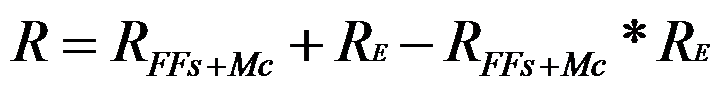 R = R_{FFs+Mc} + R_E − R_{FFs+Mc} * R_E